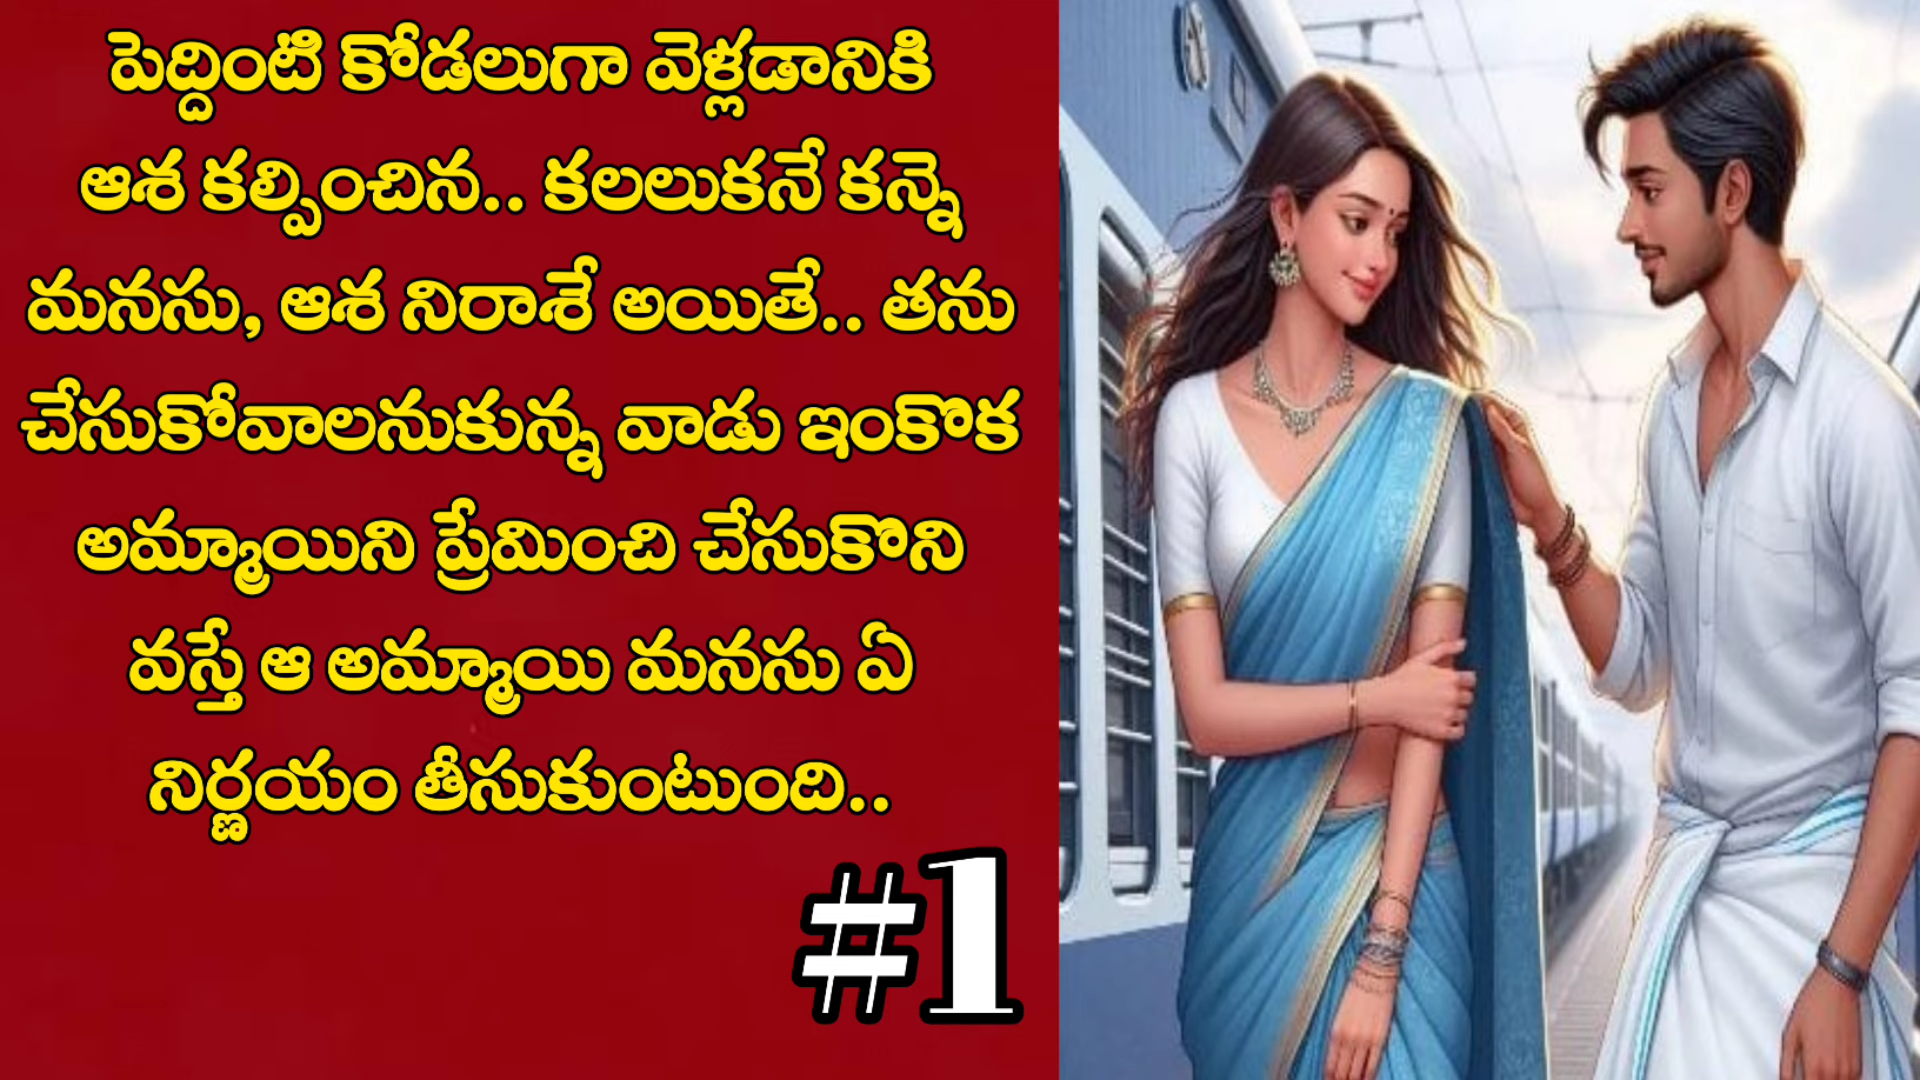 పెద్దింటి కోడలుగా వెళ్లడానికి
ఆశ కల్పించిన.. కలలుకనే కన్నె
మనసు, ఆశ నిరాశే అయితే.. తను
చేసుకోవాలనుకున్న వాడు ఇంకొక
అమ్మాయిని ప్రేమించి చేసుకొని
వస్తే ఆ అమ్మాయి మనసు ఏ
నిర్ణయం తీసుకుంటుంది..
#1